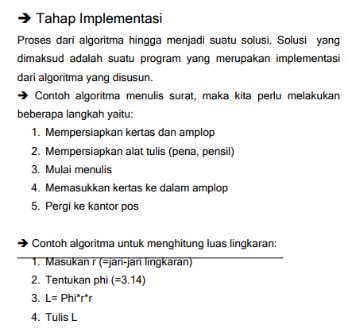 ➔ Tahap Implementasi
Proses dari algoritma hingga menjadi suatu solusi. Solusi yang
dimaksud adalah suatu program yang merupakan implementasi
dari algoritma yang disusun.
➔ Contoh algoritma menulis surat, maka kita perlu melakukan
beberapa langkah yaitu:
1. Mempersiapkan kertas dan amplop
2. Mempersiapkan alat tulis (pena, pensil)
3. Mulai menulis
4. Memasukkan kertas ke dalam amplop
5. Pergi ke kantor pos
➔ Contoh algoritma untuk menghitung luas lingkaran:
1. Masukan r (=jari-jari lingkaran)
2. Tentukan phi (=3.14)
3. L= Phi*r*r
4. Tulis L